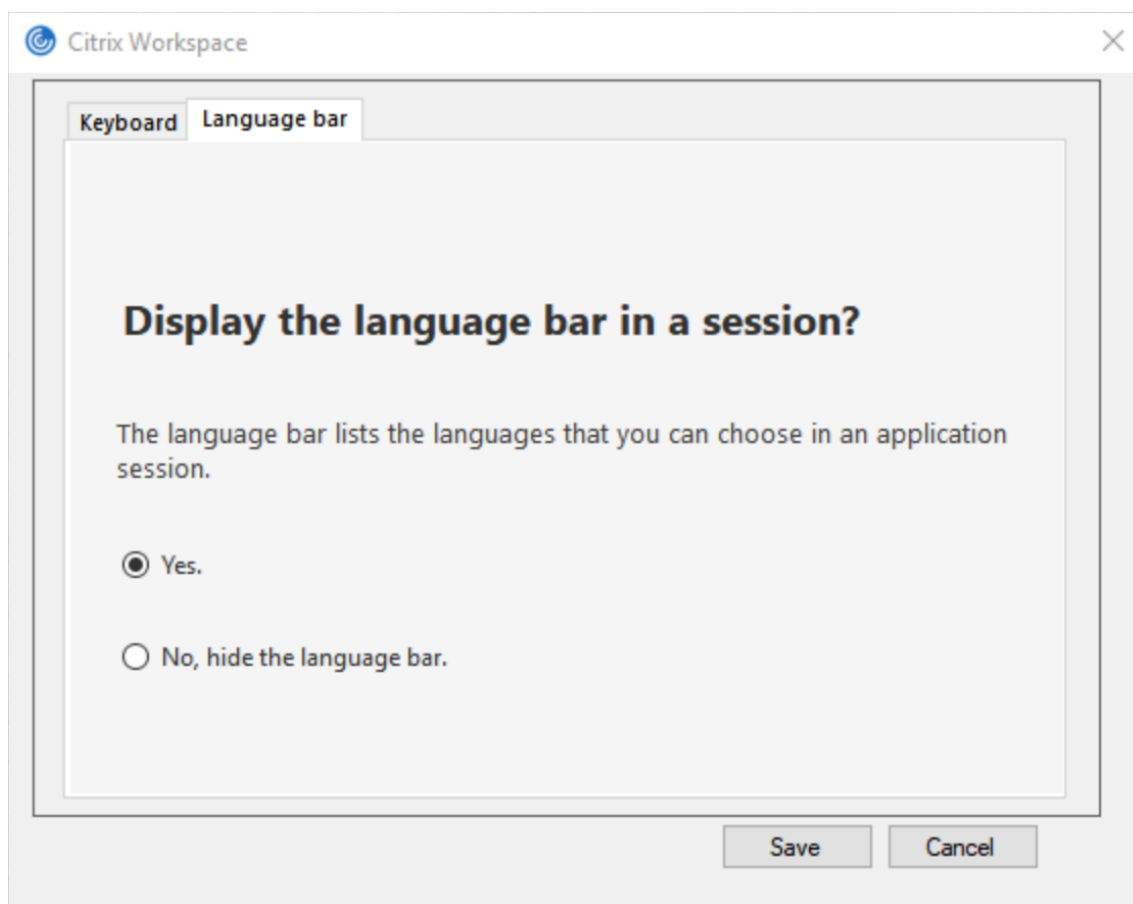 Citrix Workspace
Keyboard
Language bar
Display the language bar in a session?
The language bar lists the languages that you can choose in an application
session.
Yes.
No, hide the language bar.
Save
Cancel